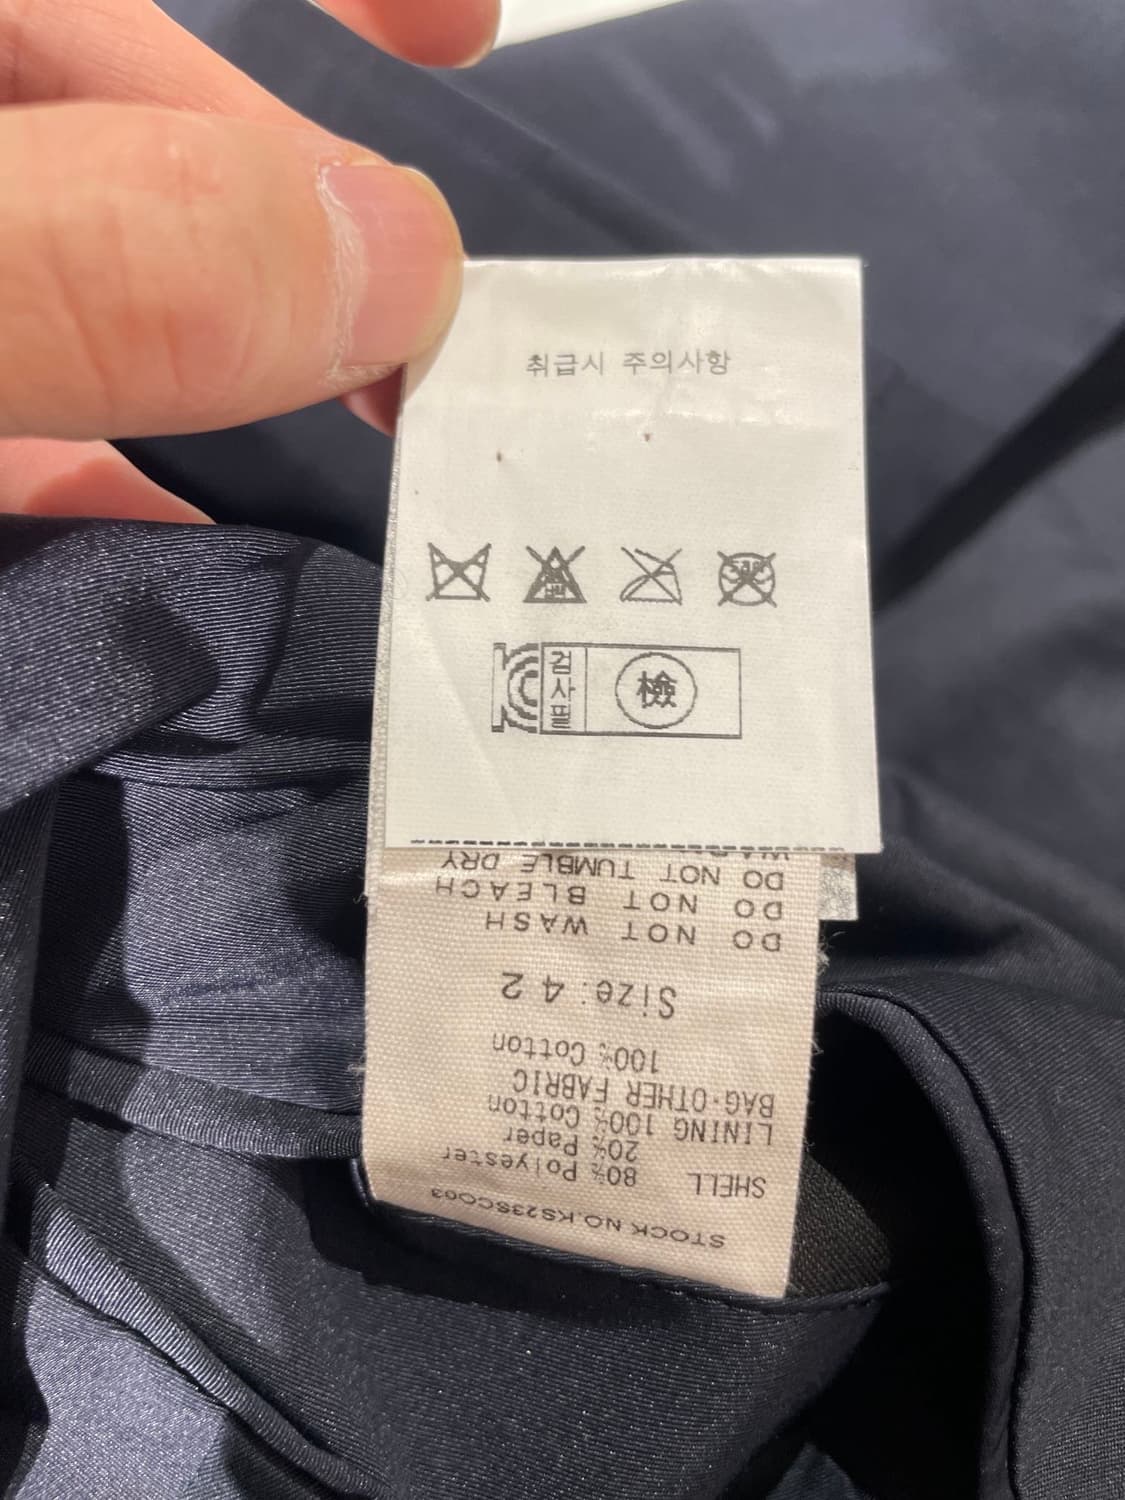 취급시 주의사항
검사필
檢
STOCK NO.KS23SCO03
SHELL 80% Polyester
20% Paper
LINING 100% Cotton
BAG·OTHER FABRIC
100% Cotton
Size:42
DO NOT WASH
DO NOT BLEACH
DO NOT TUMBLE DRY